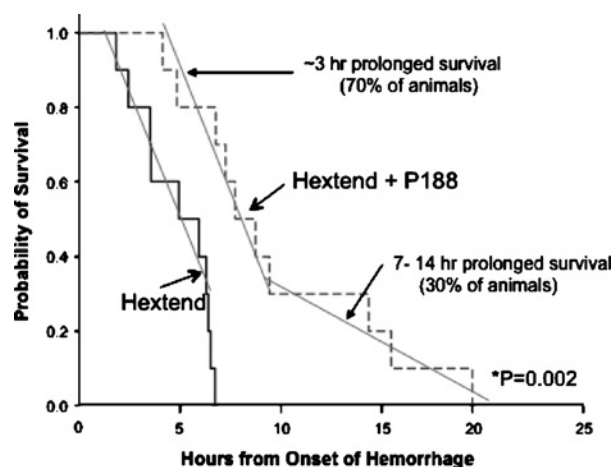 1.0
0.8
0.6
0.4
0.2
0.0
Probability of Survival
~3 hr prolonged survival
(70% of animals)
Hextend + P188
7- 14 hr prolonged survival
(30% of animals)
Hextend
*P=0.002
0 5 10 15 20 25
Hours from Onset of Hemorrhage